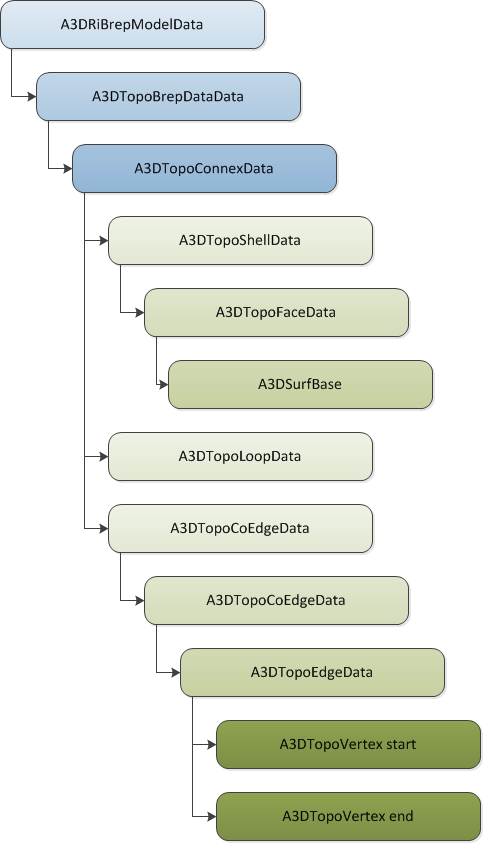 A3DRiBrepModelData
A3DTopoBrepDataData
A3DTopoConnexData
A3DTopoShellData
A3DTopoFaceData
A3DSurfBase
A3DTopoLoopData
A3DTopoCoEdgeData
A3DTopoCoEdgeData
A3DTopoEdgeData
A3DTopoVertex start
A3DTopoVertex end